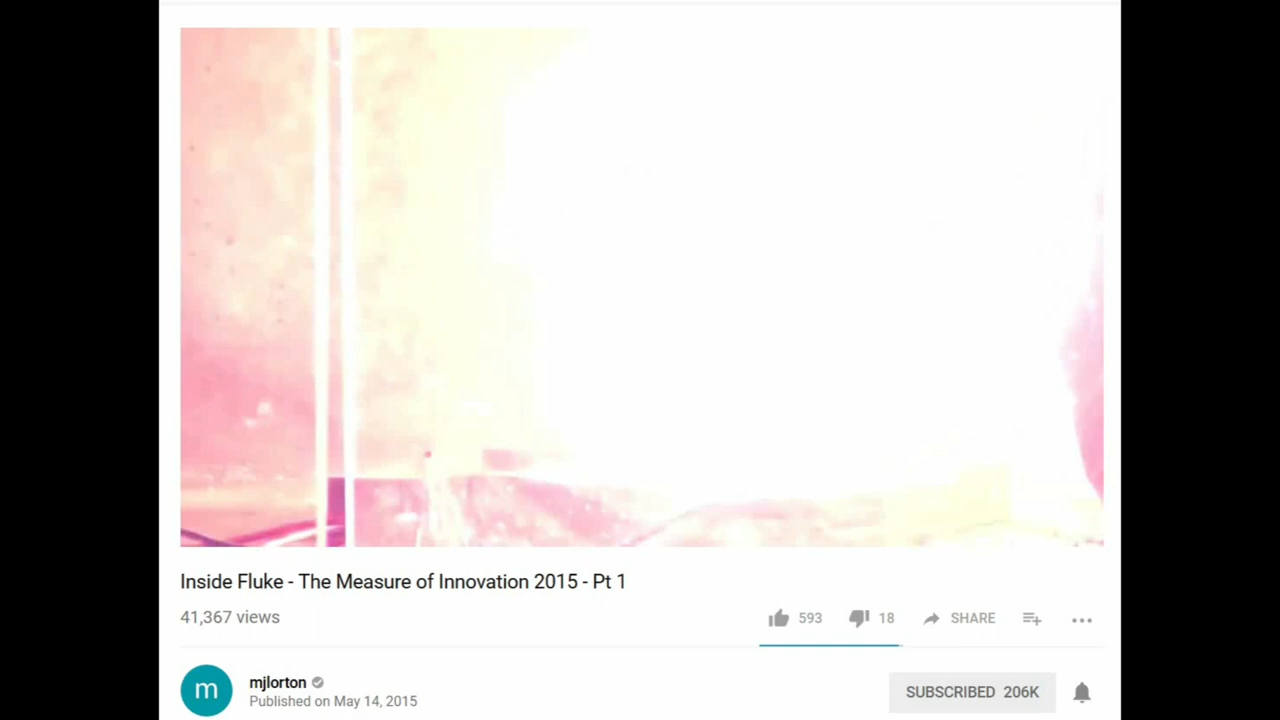 Inside Fluke - The Measure of Innovation 2015 - Pt 1
41,367 views
593 18 SHARE
m
mjlorton
Published on May 14, 2015
SUBSCRIBED 206K